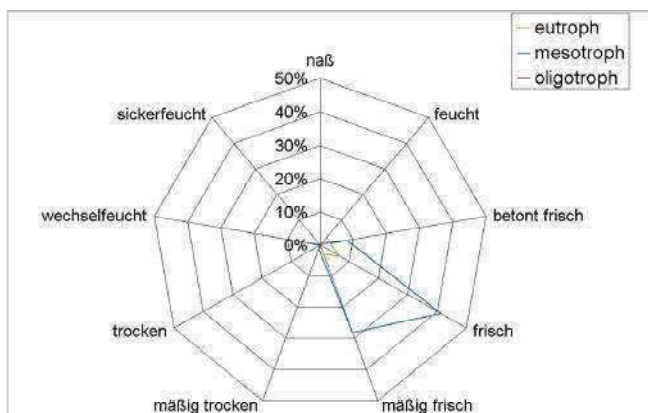 eutroph
mesotroph
oligotroph
naß
50%
sickerfeucht
40%
feucht
30%
20%
wechselfeucht
10%
betont frisch
0%
trocken
frisch
mäßig trocken
mäßig frisch